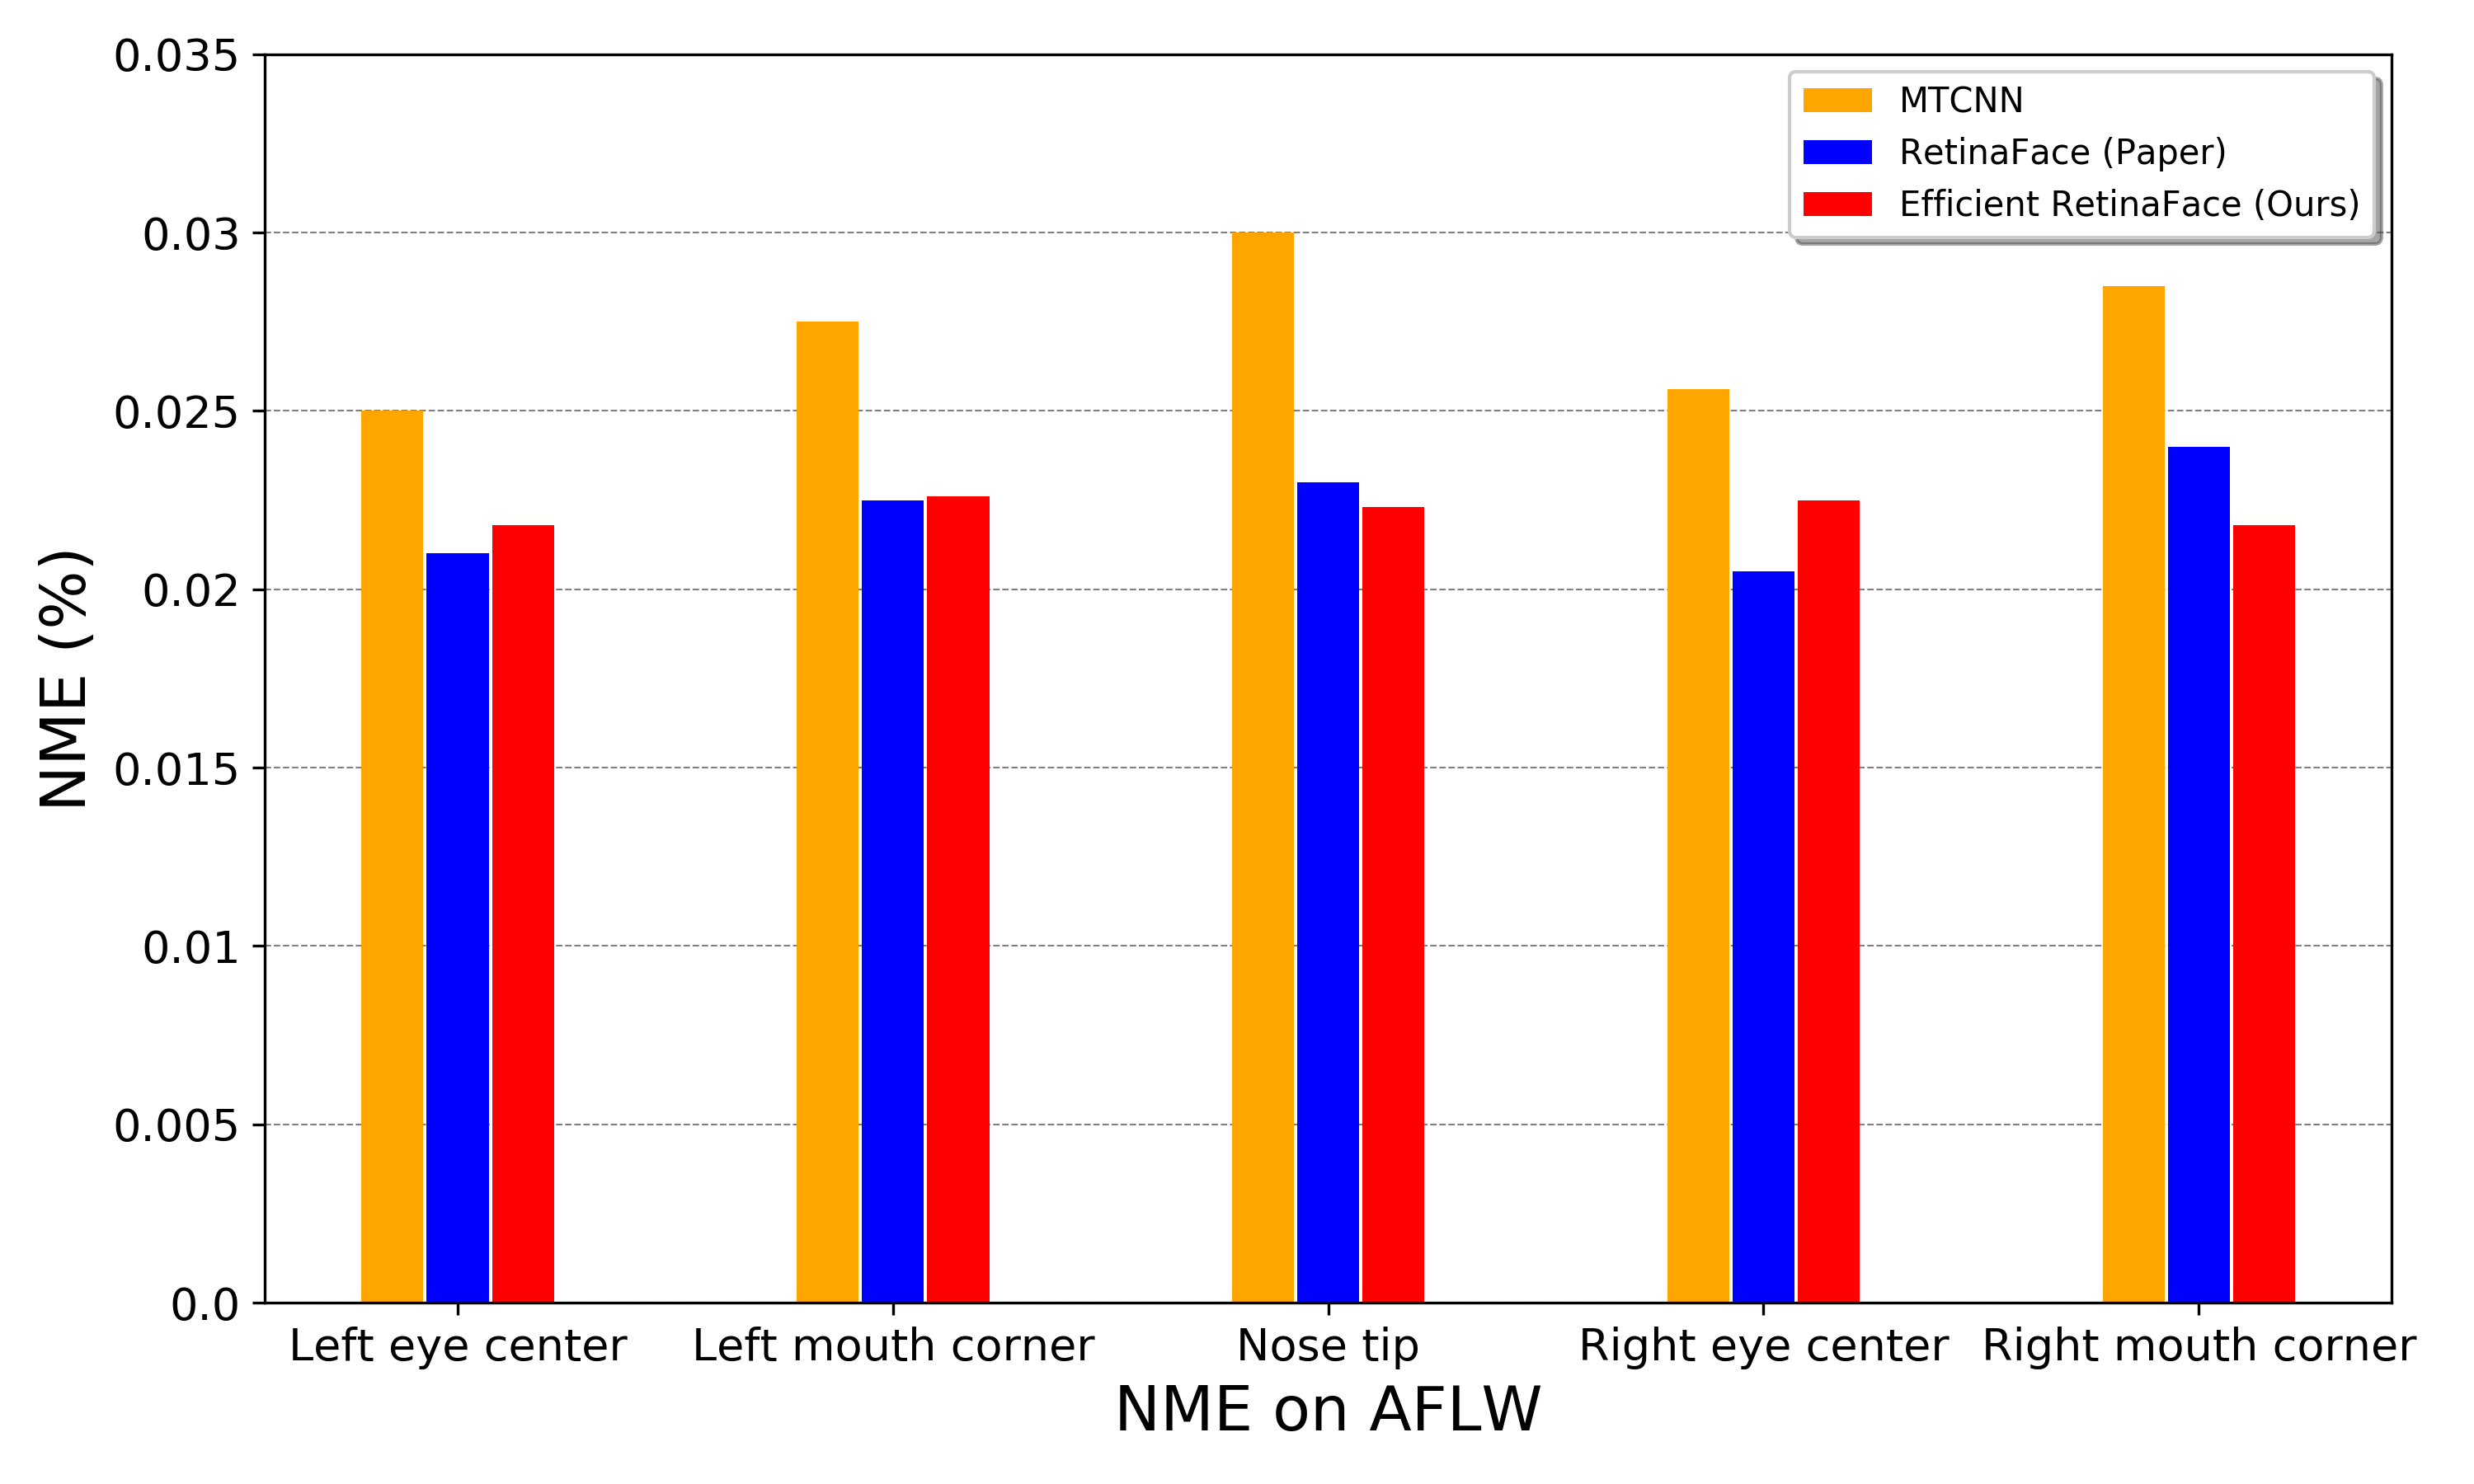 0.035
0.03
0.025
0.02
0.015
0.01
0.005
0.0
NME (%)
MTCNN
RetinaFace (Paper)
Efficient RetinaFace (Ours)
Left eye center
Left mouth corner
Nose tip
Right eye center
Right mouth corner
NME on AFLW